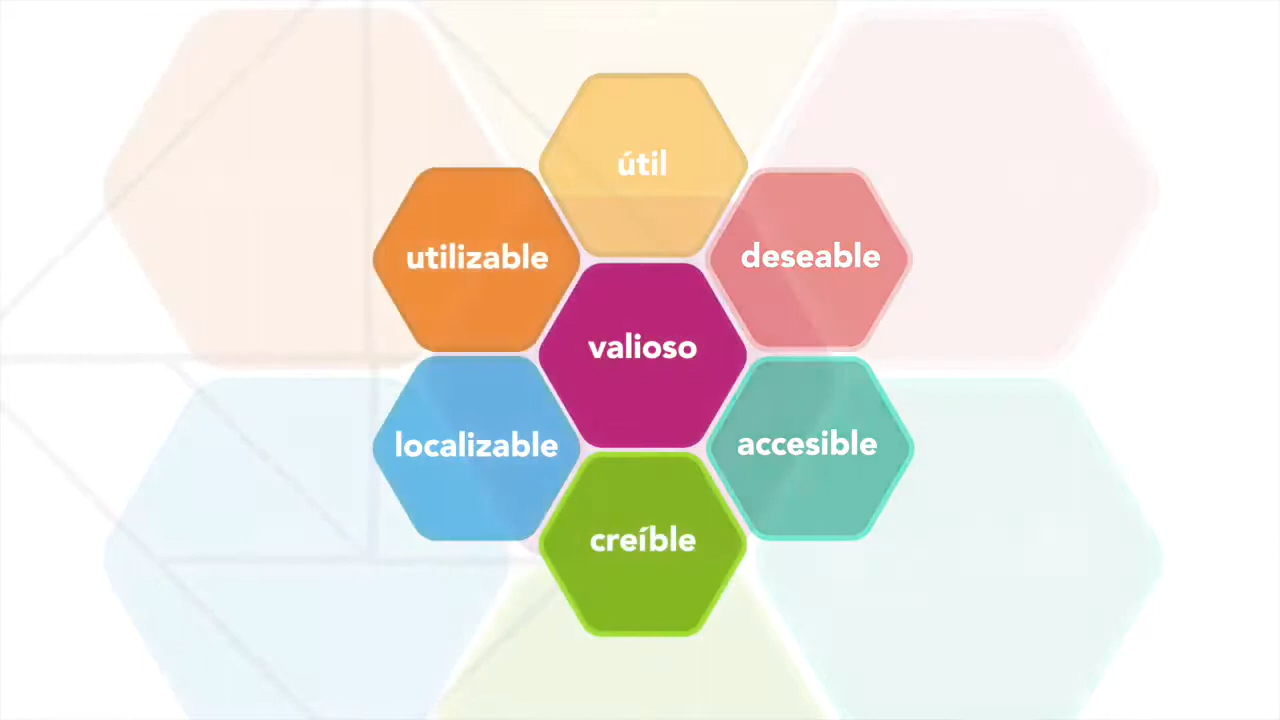 útil
utilizable
deseable
valioso
localizable
accesible
creíble